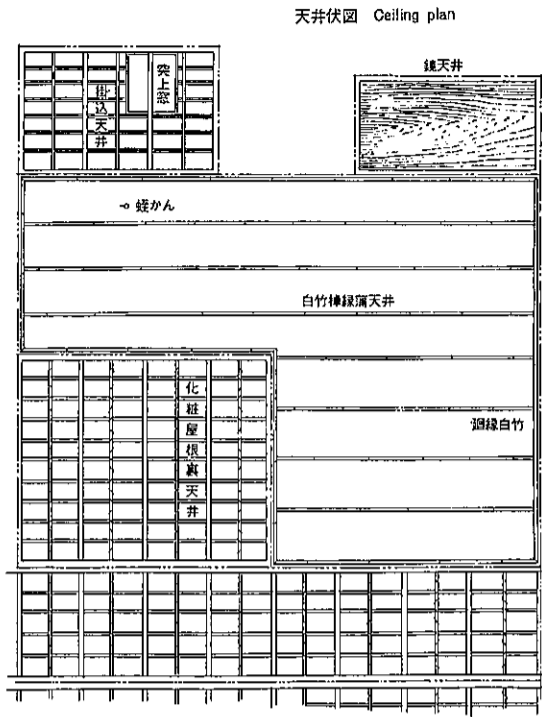 天井伏図 Ceiling plan
鏡天井
突上窓
掛込天井
蛭かん
白竹棹縁蒲天井
廻縁白竹
化粧屋根裏天井